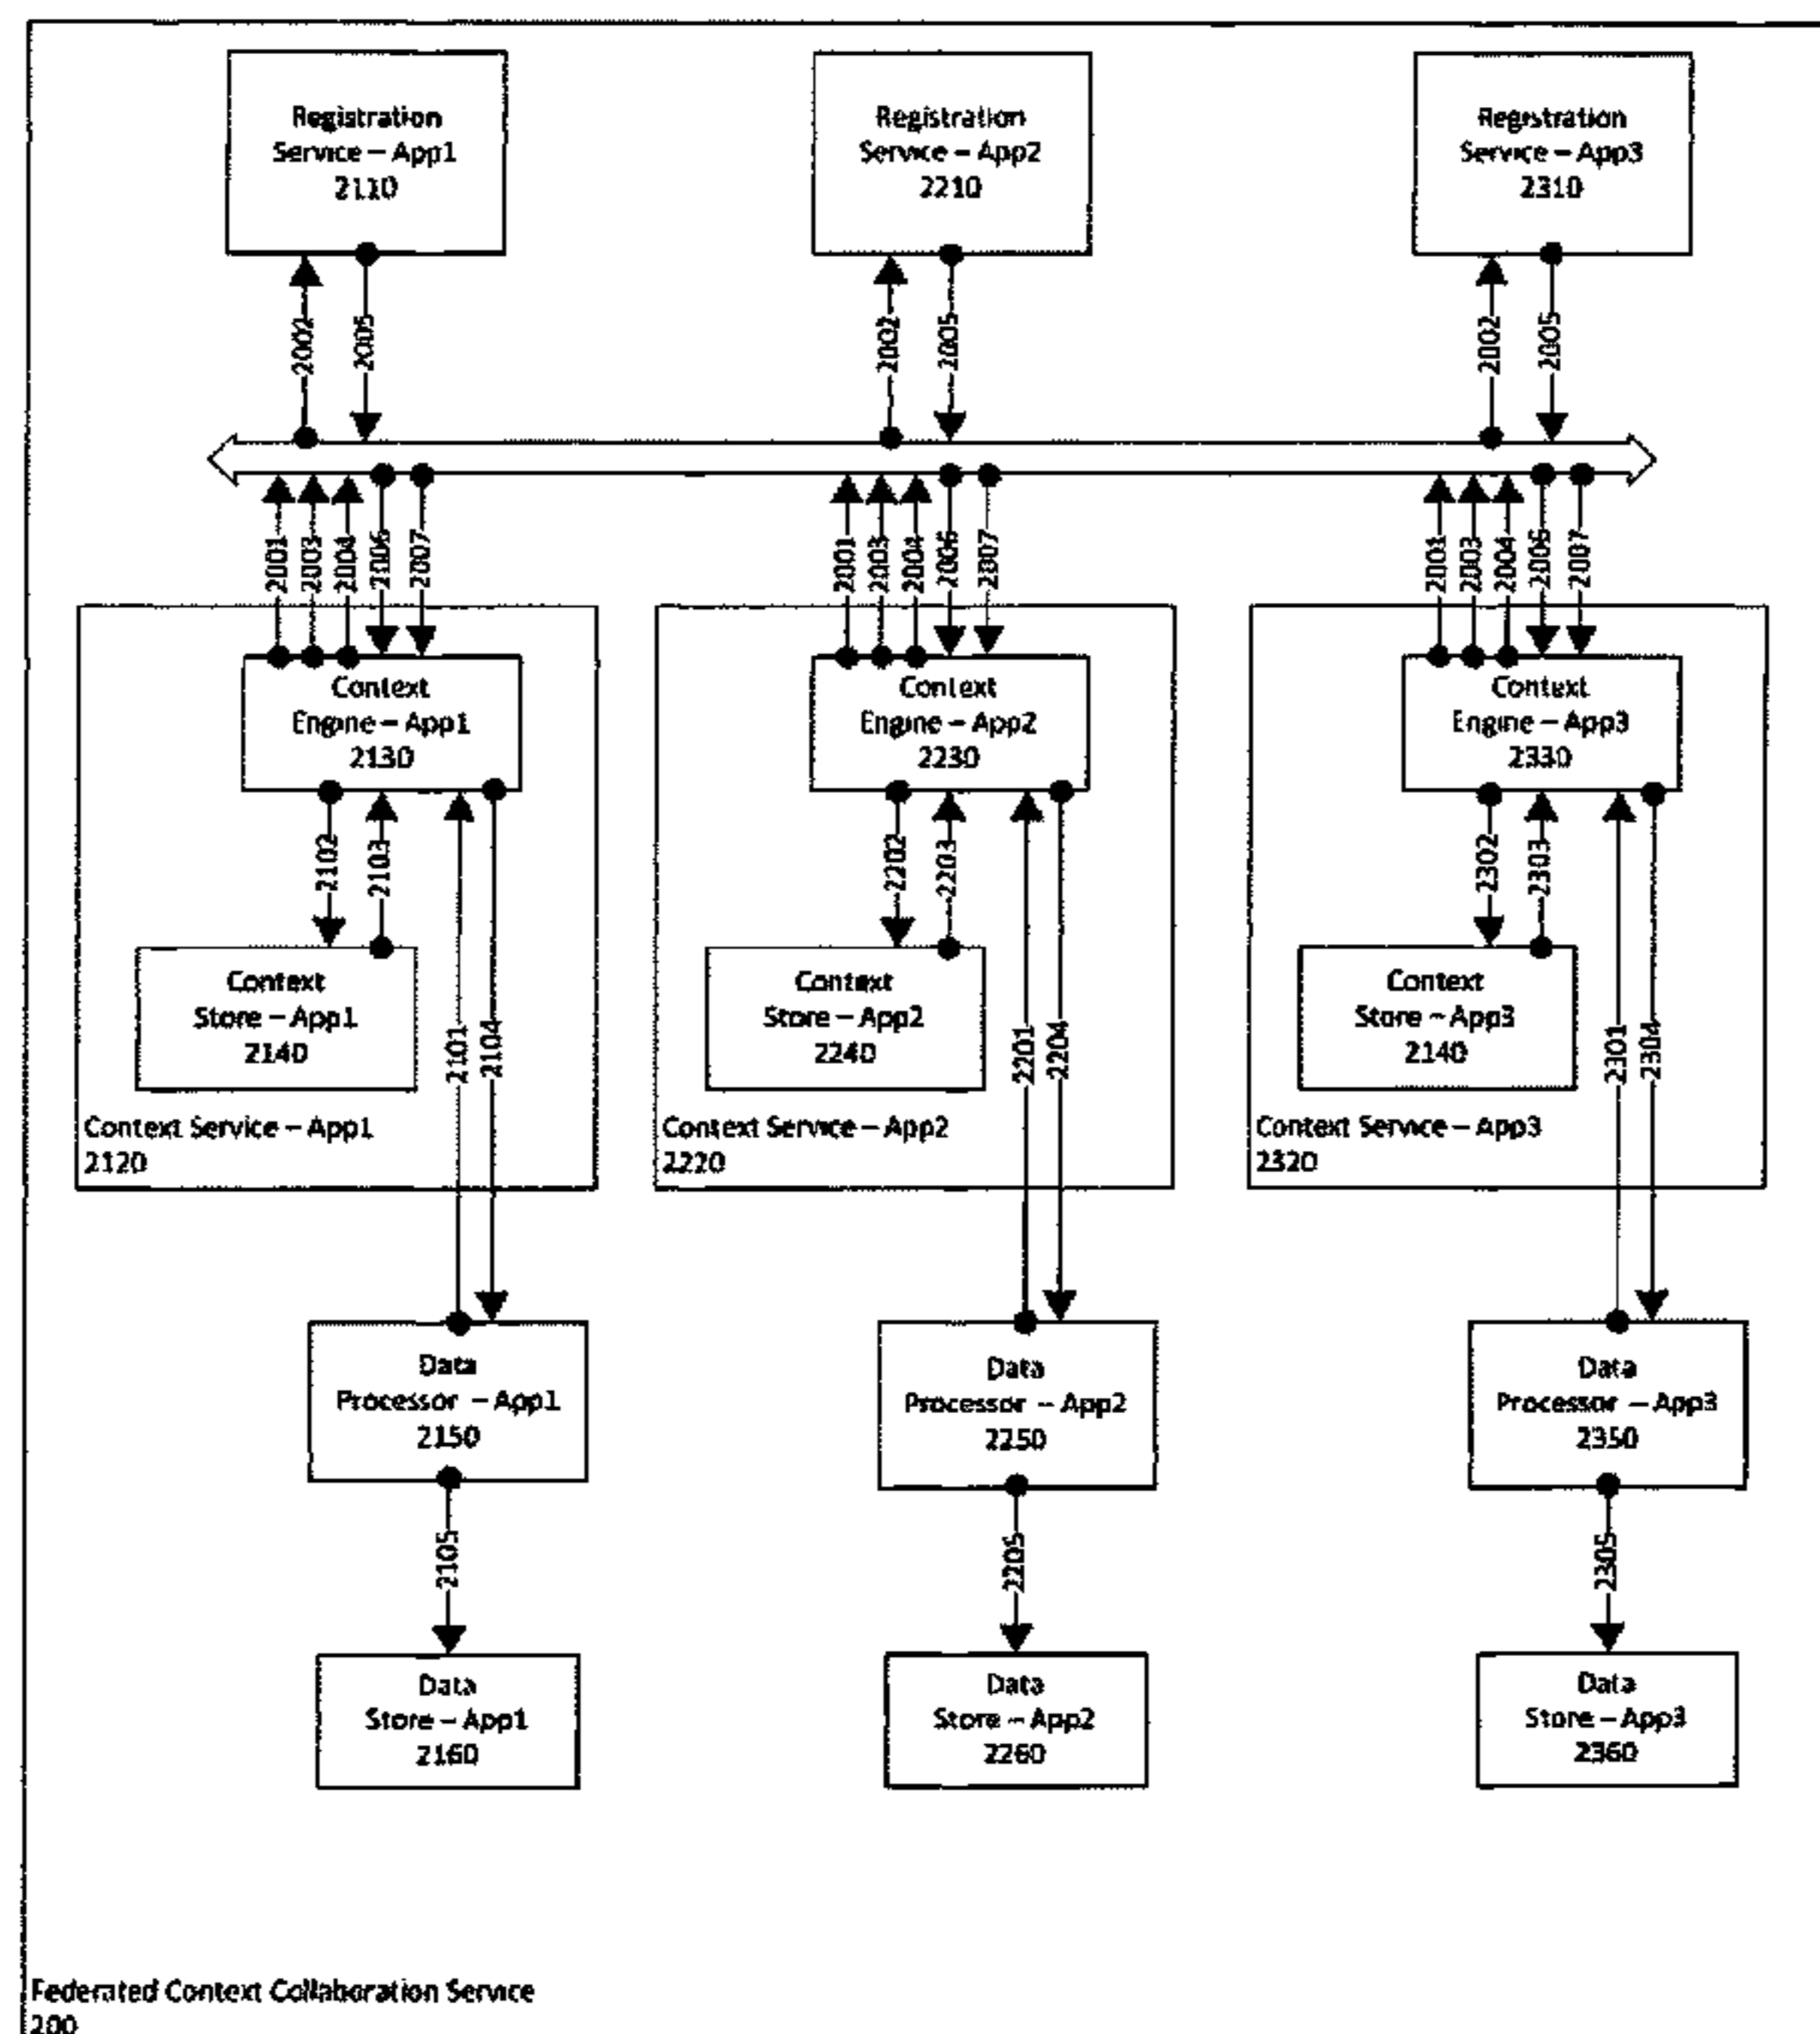 Registration
Service – App1
2110
Registration
Service – App2
2210
Registration
Service – App3
2310
2002
2005
2002
2005
2002
2005
2001
2003
2004
2006
2007
2001
2003
2004
2006
2007
2001
2003
2004
2006
2007
Context
Engine – App1
2130
Context
Engine – App2
2230
Context
Engine – App3
2330
2102
2103
2202
2203
2302
2303
Context
Store – App1
2140
2101
2104
Context
Store – App2
2240
2201
2204
Context
Store – App3
2140
2301
2304
Context Service – App1
2120
Context Service – App2
2220
Context Service – App3
2320
Data
Processor – App1
2150
Data
Processor – App2
2250
Data
Processor – App3
2350
2105
2205
2305
Data
Store – App1
2160
Data
Store – App2
2260
Data
Store – App3
2360
Federated Context Collaboration Service
200